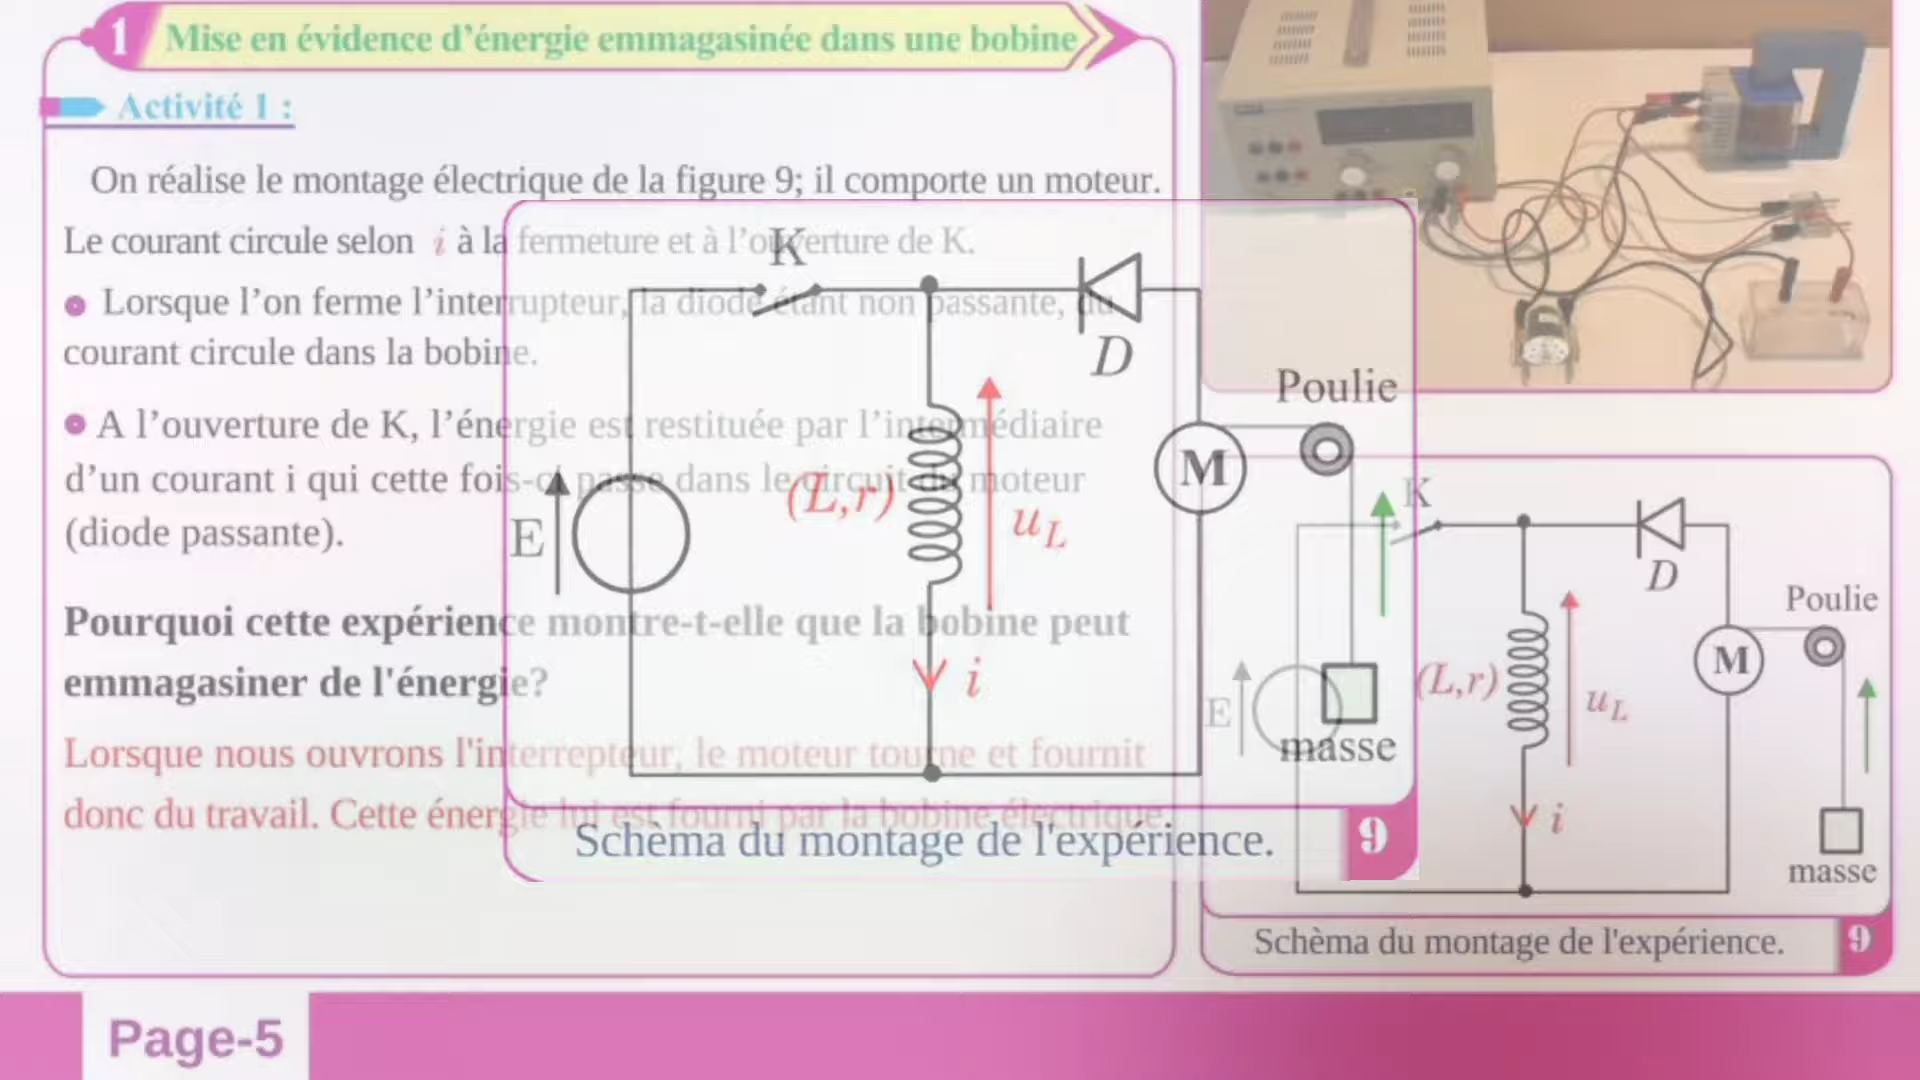 1 Mise en évidence d’énergie emmagasinée dans une bobine
Activité 1 :
On réalise le montage électrique de la figure 9; il comporte un moteur.
Le courant circule selon i à la fermeture et à l’ouverture de K.
Lorsque l’on ferme l’interrupteur, la diode étant non passante, du
courant circule dans la bobine.
A l’ouverture de K, l’énergie est restituée par l’intermédiaire
d’un courant i qui cette fois-ci passe dans le circuit du moteur
(diode passante).
Pourquoi cette expérience montre-t-elle que la bobine peut
emmagasiner de l'énergie?
Lorsque nous ouvrons l'interrepteur, le moteur tourne et fournit
donc du travail. Cette énergie lui est fourni par la bobine électrique.
K
D
Poulie
M
E
(L,r)
uL
i
masse
Schèma du montage de l'expérience.
9
K
D
Poulie
M
E
(L,r)
uL
i
masse
Schèma du montage de l'expérience.
9
Page-5